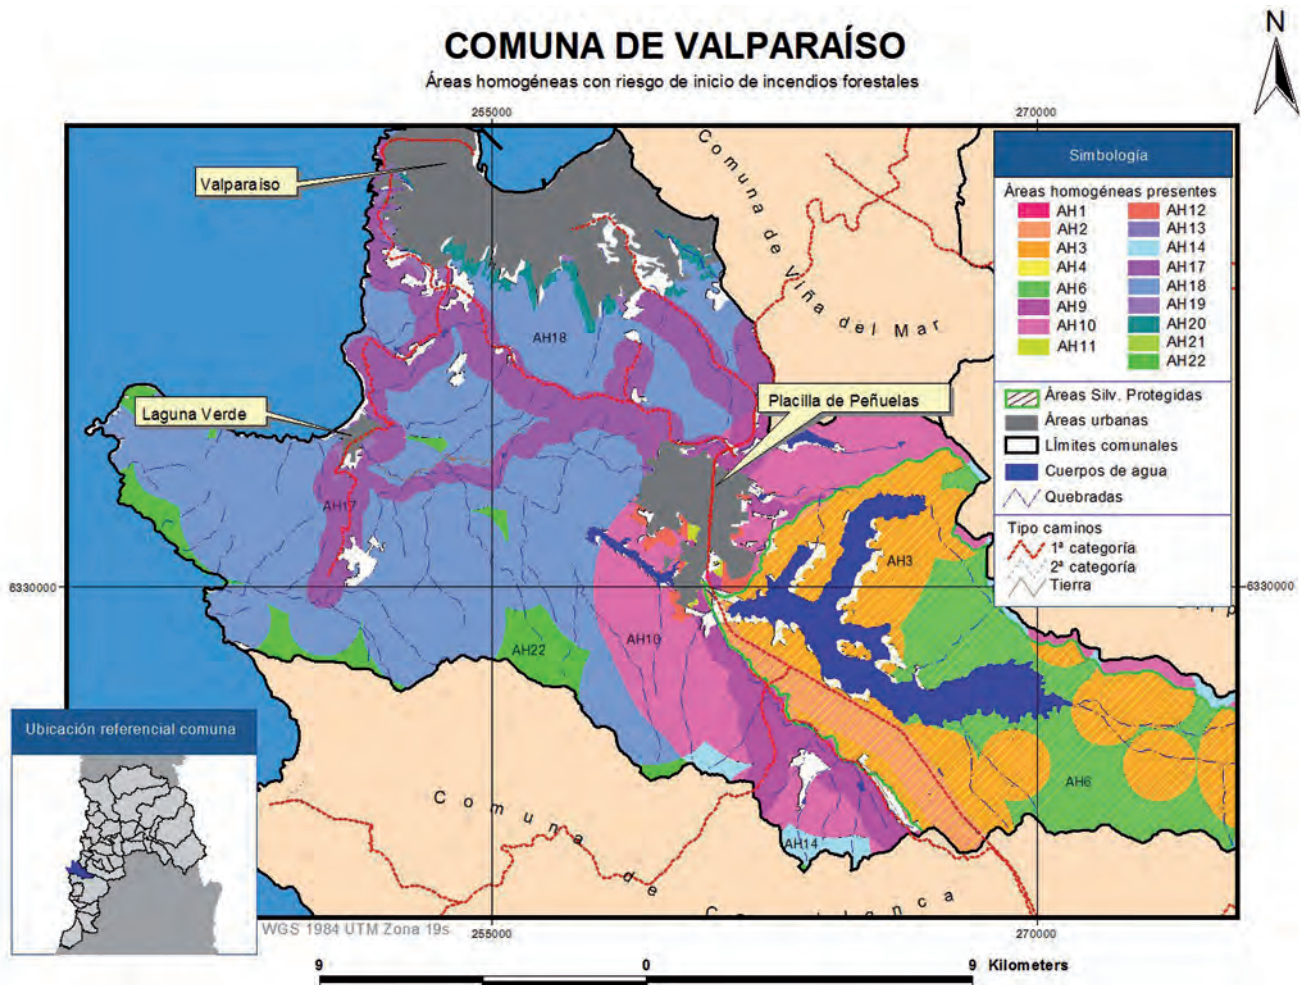 COMUNA DE VALPARAÍSO
Áreas homogéneas con riesgo de inicio de incendios forestales
N
255000
270000
Valparaíso
Laguna Verde
Placilla de Peñuelas
Comuna de Viña del Mar
AH18
AH17
AH3
AH10
AH22
AH6
AH14
Comuna de
6330000
6330000
Simbología
Áreas homogéneas presentes
AH1
AH2
AH3
AH4
AH6
AH9
AH10
AH11
AH12
AH13
AH14
AH17
AH18
AH19
AH20
AH21
AH22
Áreas Silv. Protegidas
Áreas urbanas
Límites comunales
Cuerpos de agua
Quebradas
Tipo caminos
1ª categoría
2ª categoría
Tierra
Ubicación referencial comuna
WGS 1984 UTM Zona 19s
255000
270000
9 0 9 Kilometers